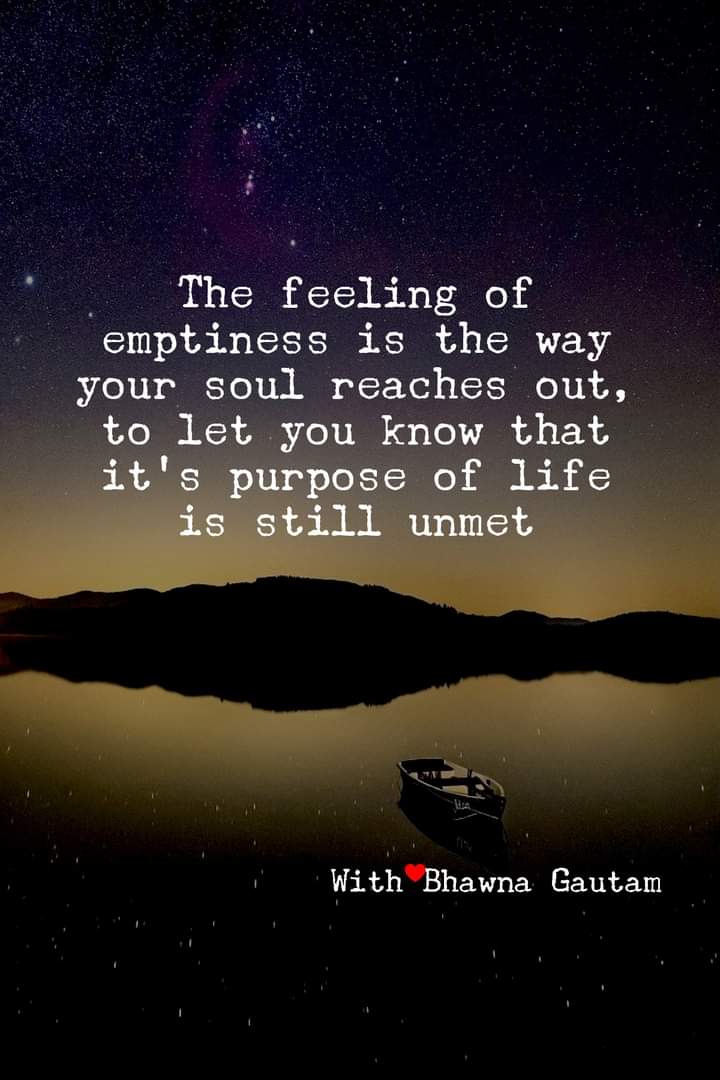 The feeling of
emptiness is the way
your soul reaches out,
to let you know that
it's purpose of life
is still unmet
With❤Bhawna Gautam